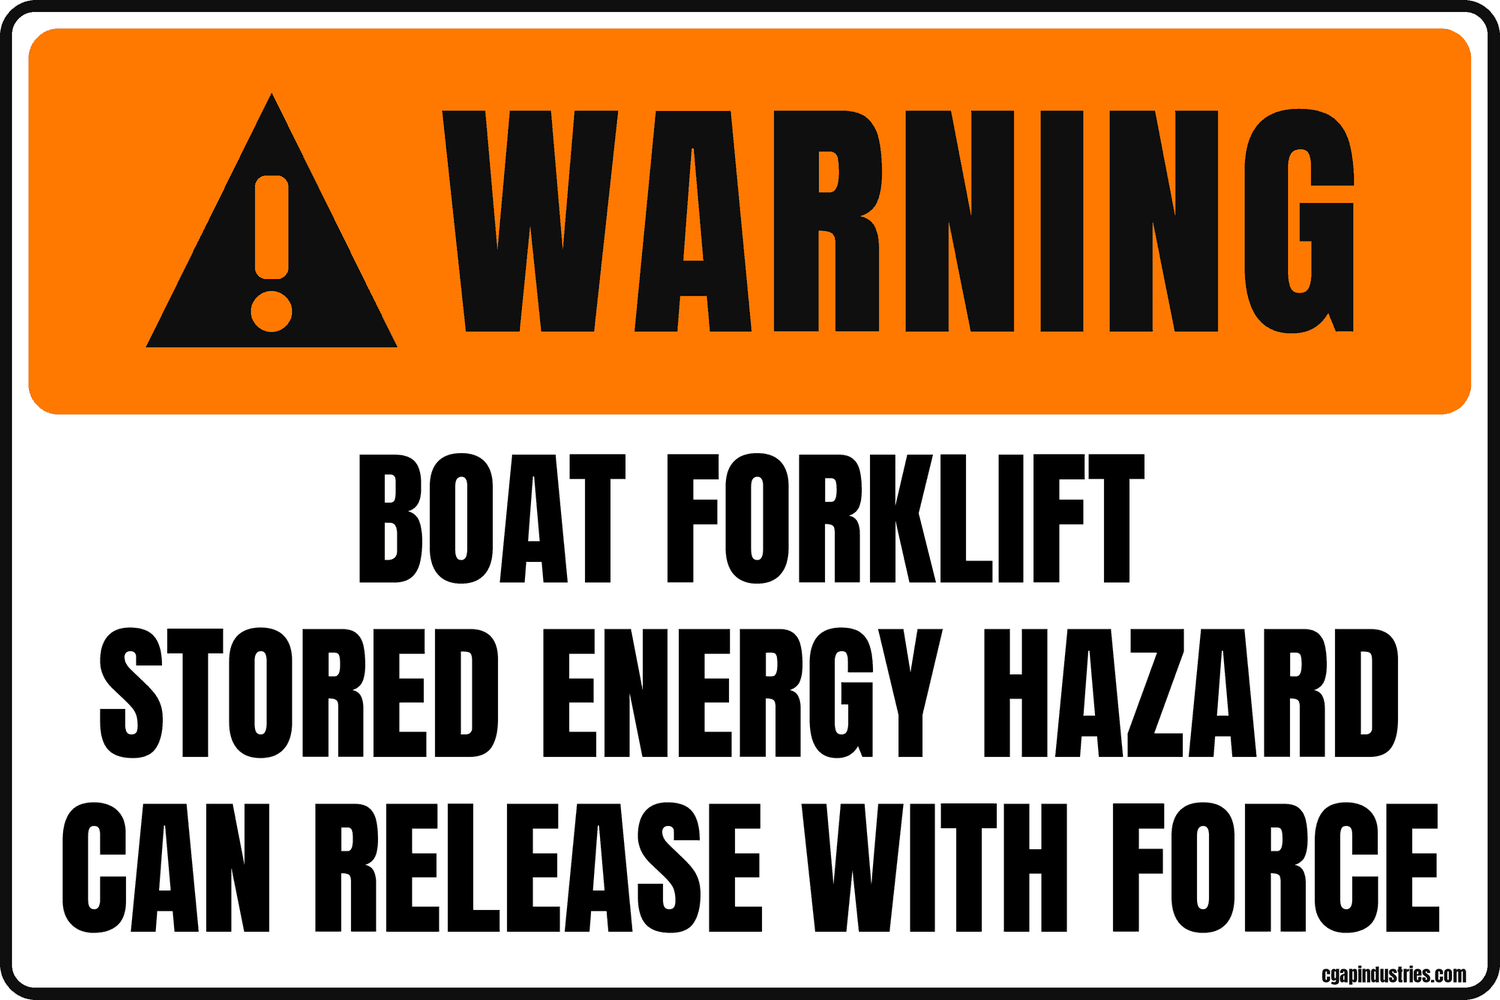 WARNING
BOAT FORKLIFT
STORED ENERGY HAZARD
CAN RELEASE WITH FORCE
cgapindustries.com